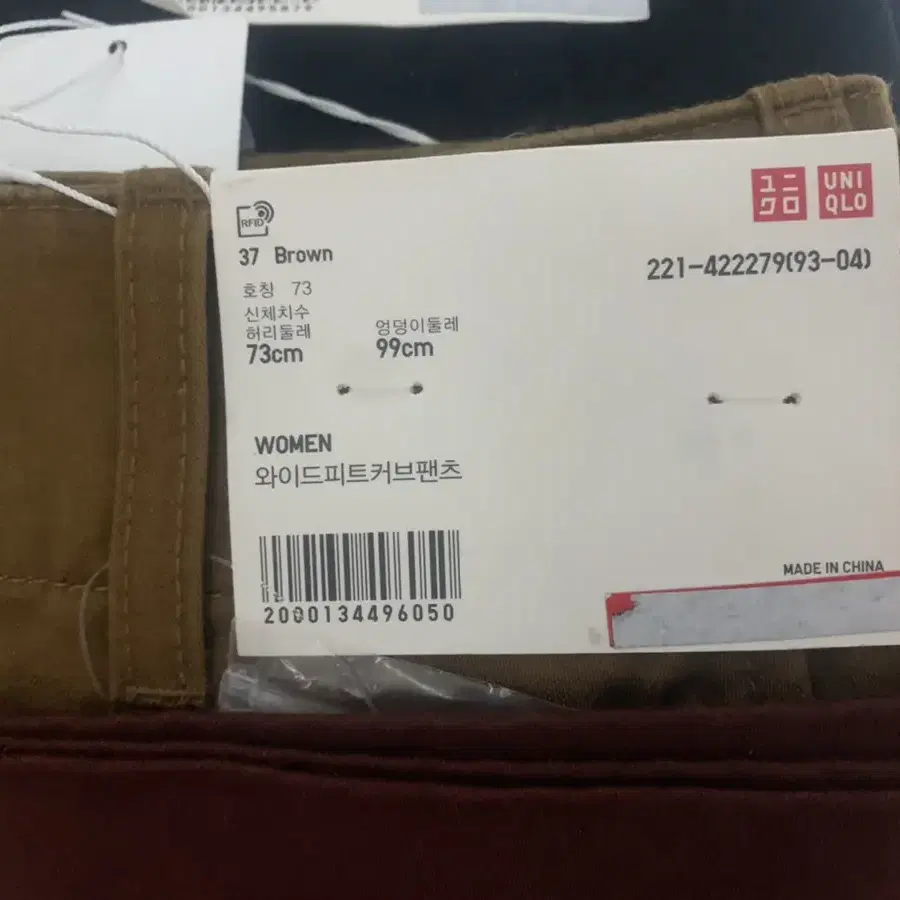 ユニ
クロ
UNI
QLO
RFID
37 Brown
221-422279(93-04)
호칭 73
신체치수
허리둘레 엉덩이둘레
73cm 99cm
WOMEN
와이드피트커브팬츠
2000134496050
MADE IN CHINA